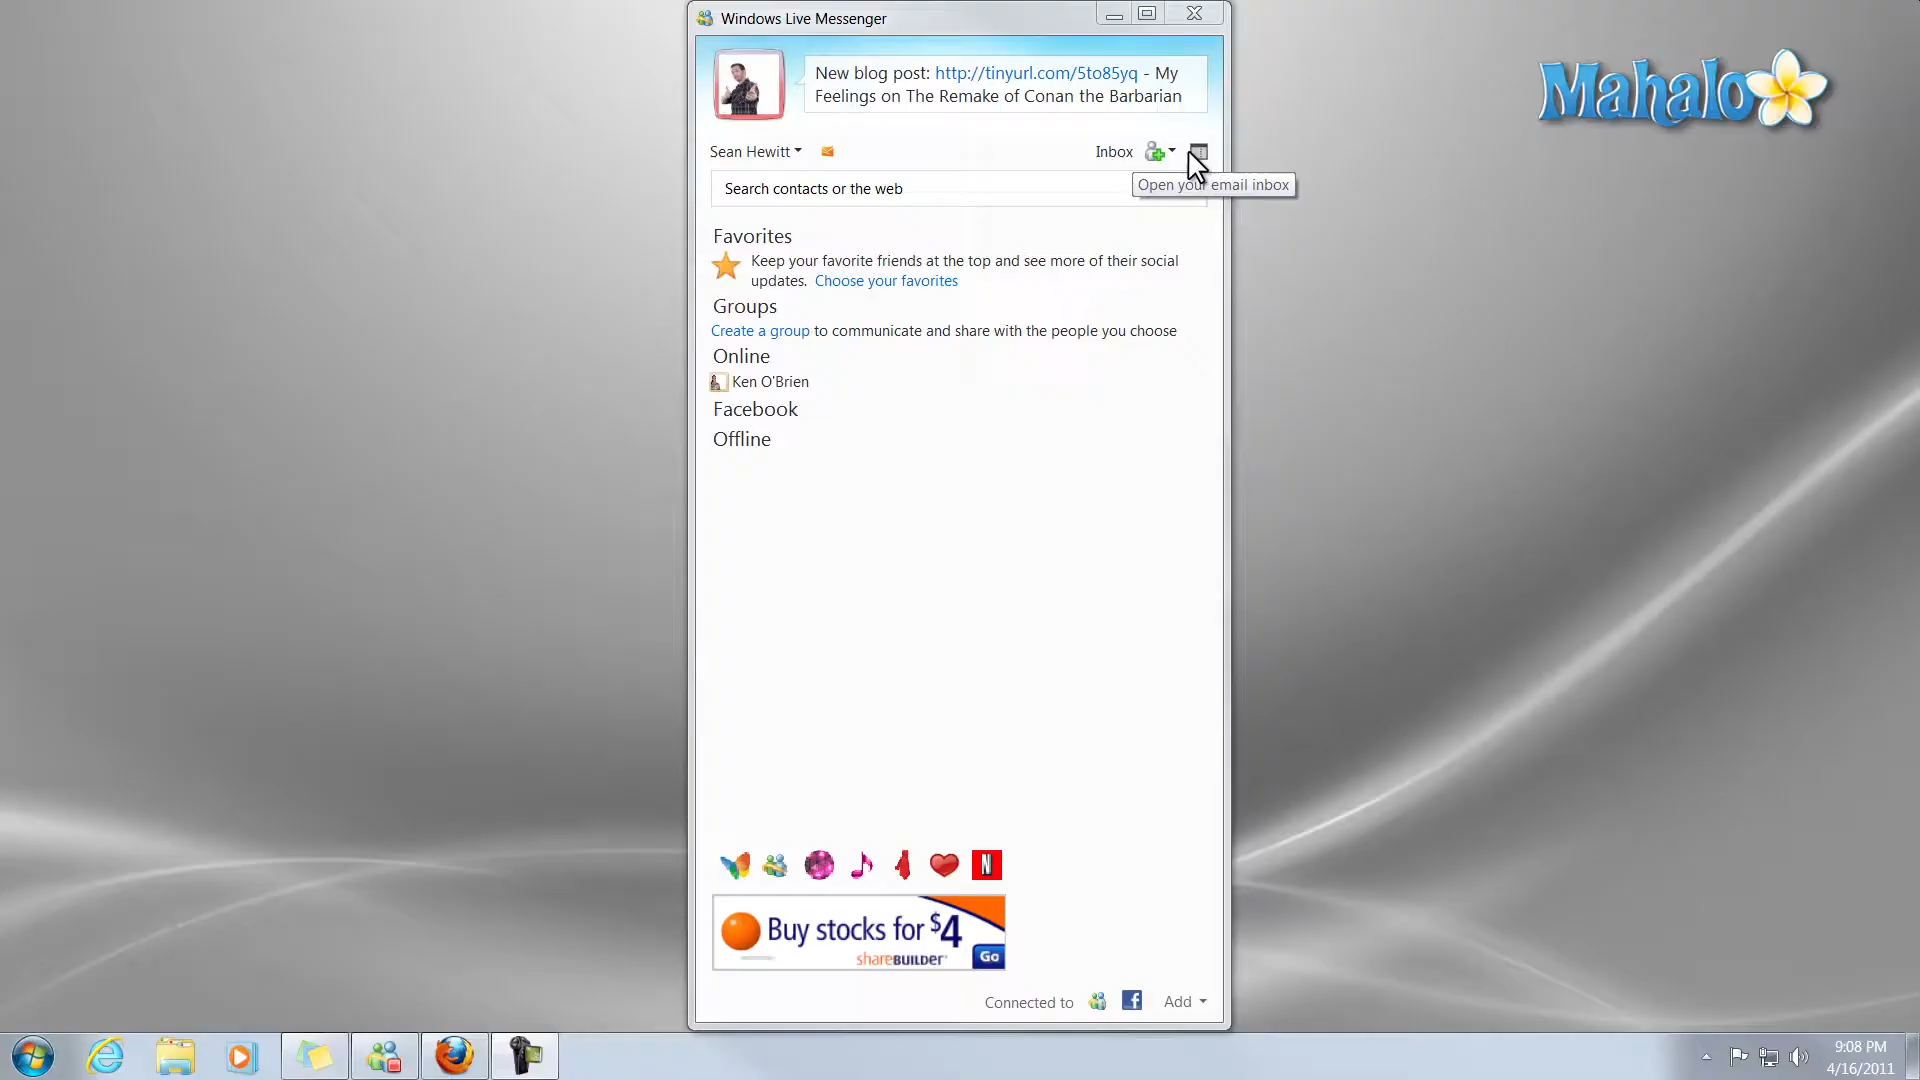 Windows Live Messenger
New blog post: http://tinyurl.com/5to85yq - My
Feelings on The Remake of Conan the Barbarian
Mahalo
Sean Hewitt
Inbox
Search contacts or the web
Open your email inbox
Favorites
Keep your favorite friends at the top and see more of their social
updates. Choose your favorites
Groups
Create a group to communicate and share with the people you choose
Online
Ken O'Brien
Facebook
Offline
N
Buy stocks for $4
SHAREBUILDER
Go
Connected to
f
Add
9:08 PM
4/16/2011